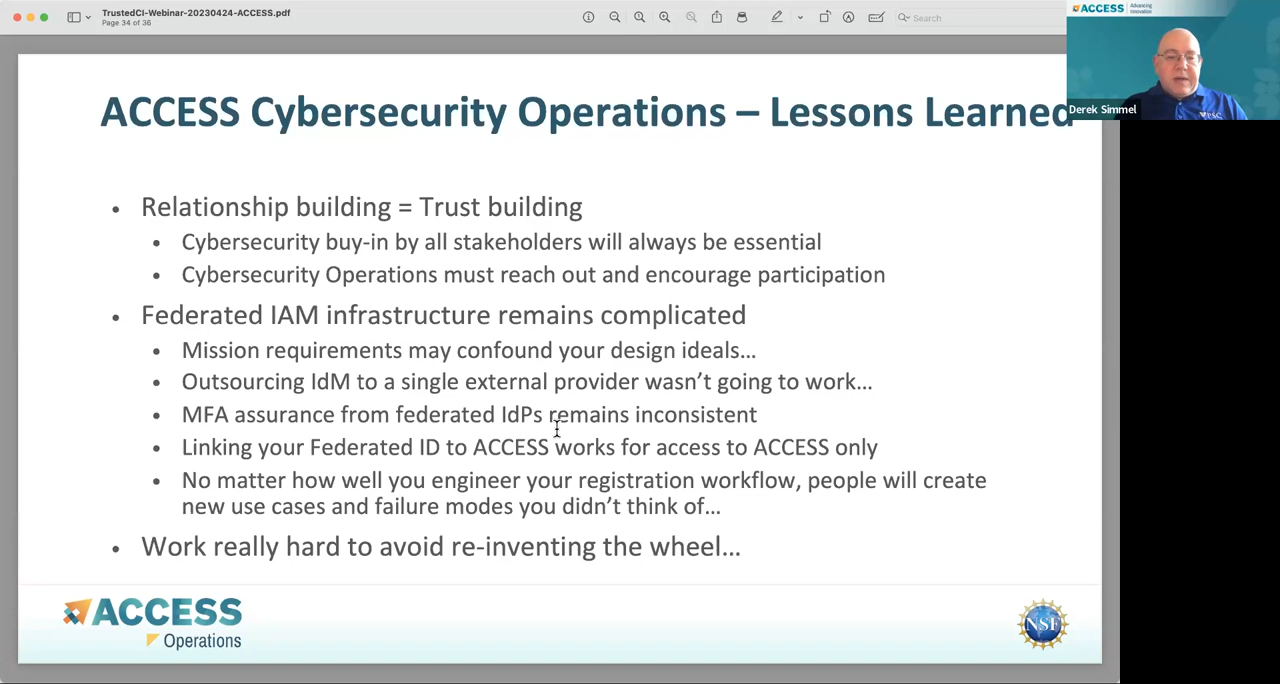 TrustedCI-Webinar-20230424-ACCESS.pdf
Page 34 of 36
Search
ACCESS Advancing Innovation
Derek Simmel
PSC
ACCESS Cybersecurity Operations – Lessons Learned
• Relationship building = Trust building
• Cybersecurity buy-in by all stakeholders will always be essential
• Cybersecurity Operations must reach out and encourage participation
• Federated IAM infrastructure remains complicated
• Mission requirements may confound your design ideals…
• Outsourcing IdM to a single external provider wasn’t going to work…
• MFA assurance from federated IdPs remains inconsistent
• Linking your Federated ID to ACCESS works for access to ACCESS only
• No matter how well you engineer your registration workflow, people will create
new use cases and failure modes you didn’t think of…
• Work really hard to avoid re-inventing the wheel…
ACCESS
Operations
NSF